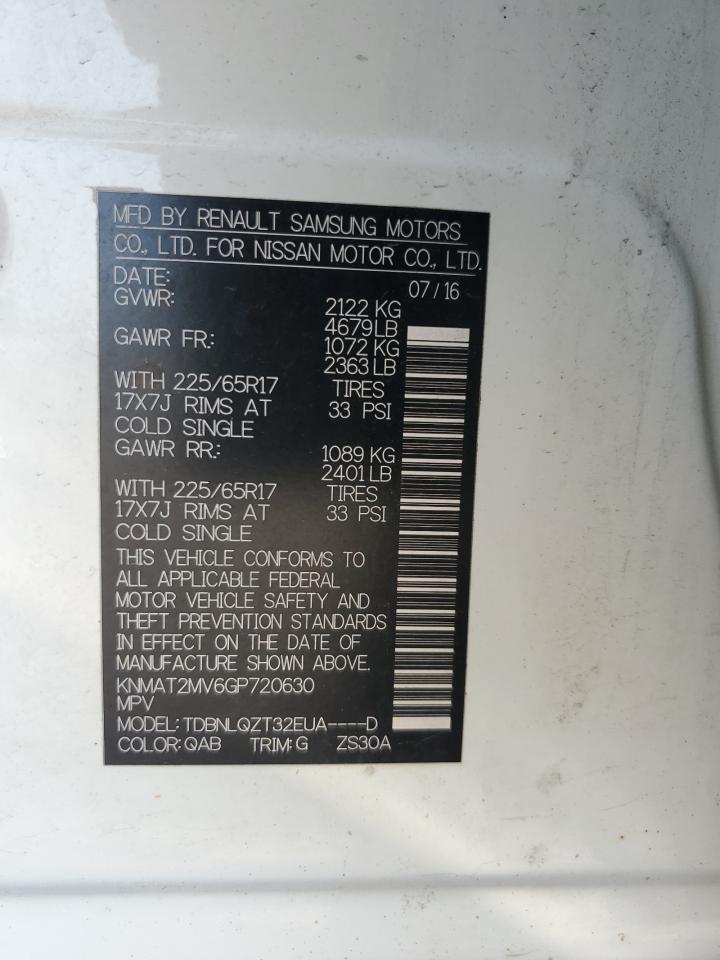 MFD BY RENAULT SAMSUNG MOTORS
CO., LTD. FOR NISSAN MOTOR CO., LTD.
DATE: 07/16
GVWR: 2122 KG
4679LB
GAWR FR.: 1072 KG
2363 LB
WITH 225/65R17 TIRES
17X7J RIMS AT 33 PSI
COLD SINGLE
GAWR RR.: 1089 KG
2401 LB
WITH 225/65R17 TIRES
17X7J RIMS AT 33 PSI
COLD SINGLE
THIS VEHICLE CONFORMS TO
ALL APPLICABLE FEDERAL
MOTOR VEHICLE SAFETY AND
THEFT PREVENTION STANDARDS
IN EFFECT ON THE DATE OF
MANUFACTURE SHOWN ABOVE.
KNMAT2MV6GP720630
MPV
MODEL: TDBNLQZT32EUA----D
COLOR: QAB TRIM: G ZS30A